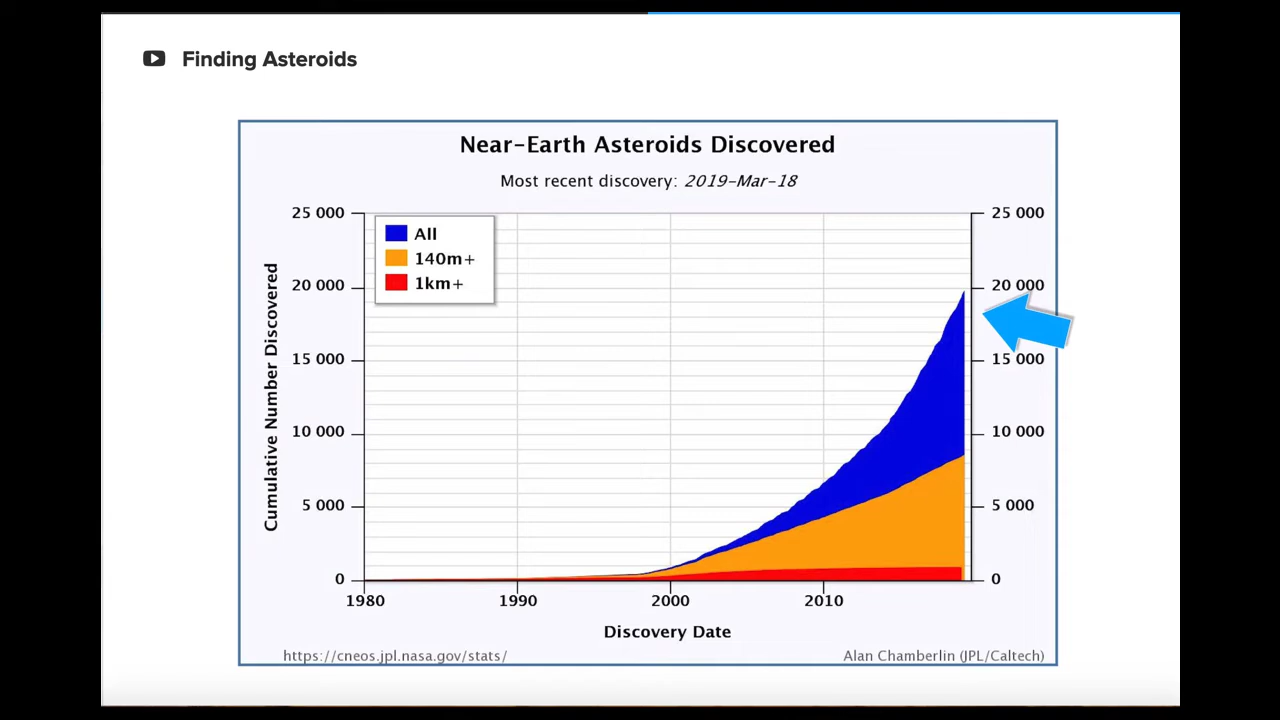 Finding Asteroids
Near-Earth Asteroids Discovered
Most recent discovery: 2019-Mar-18
25 000
20 000
15 000
10 000
5 000
0
Cumulative Number Discovered
All
140m+
1km+
25 000
20 000
15 000
10 000
5 000
0
1980
1990
2000
2010
Discovery Date
https://cneos.jpl.nasa.gov/stats/
Alan Chamberlin (JPL/Caltech)